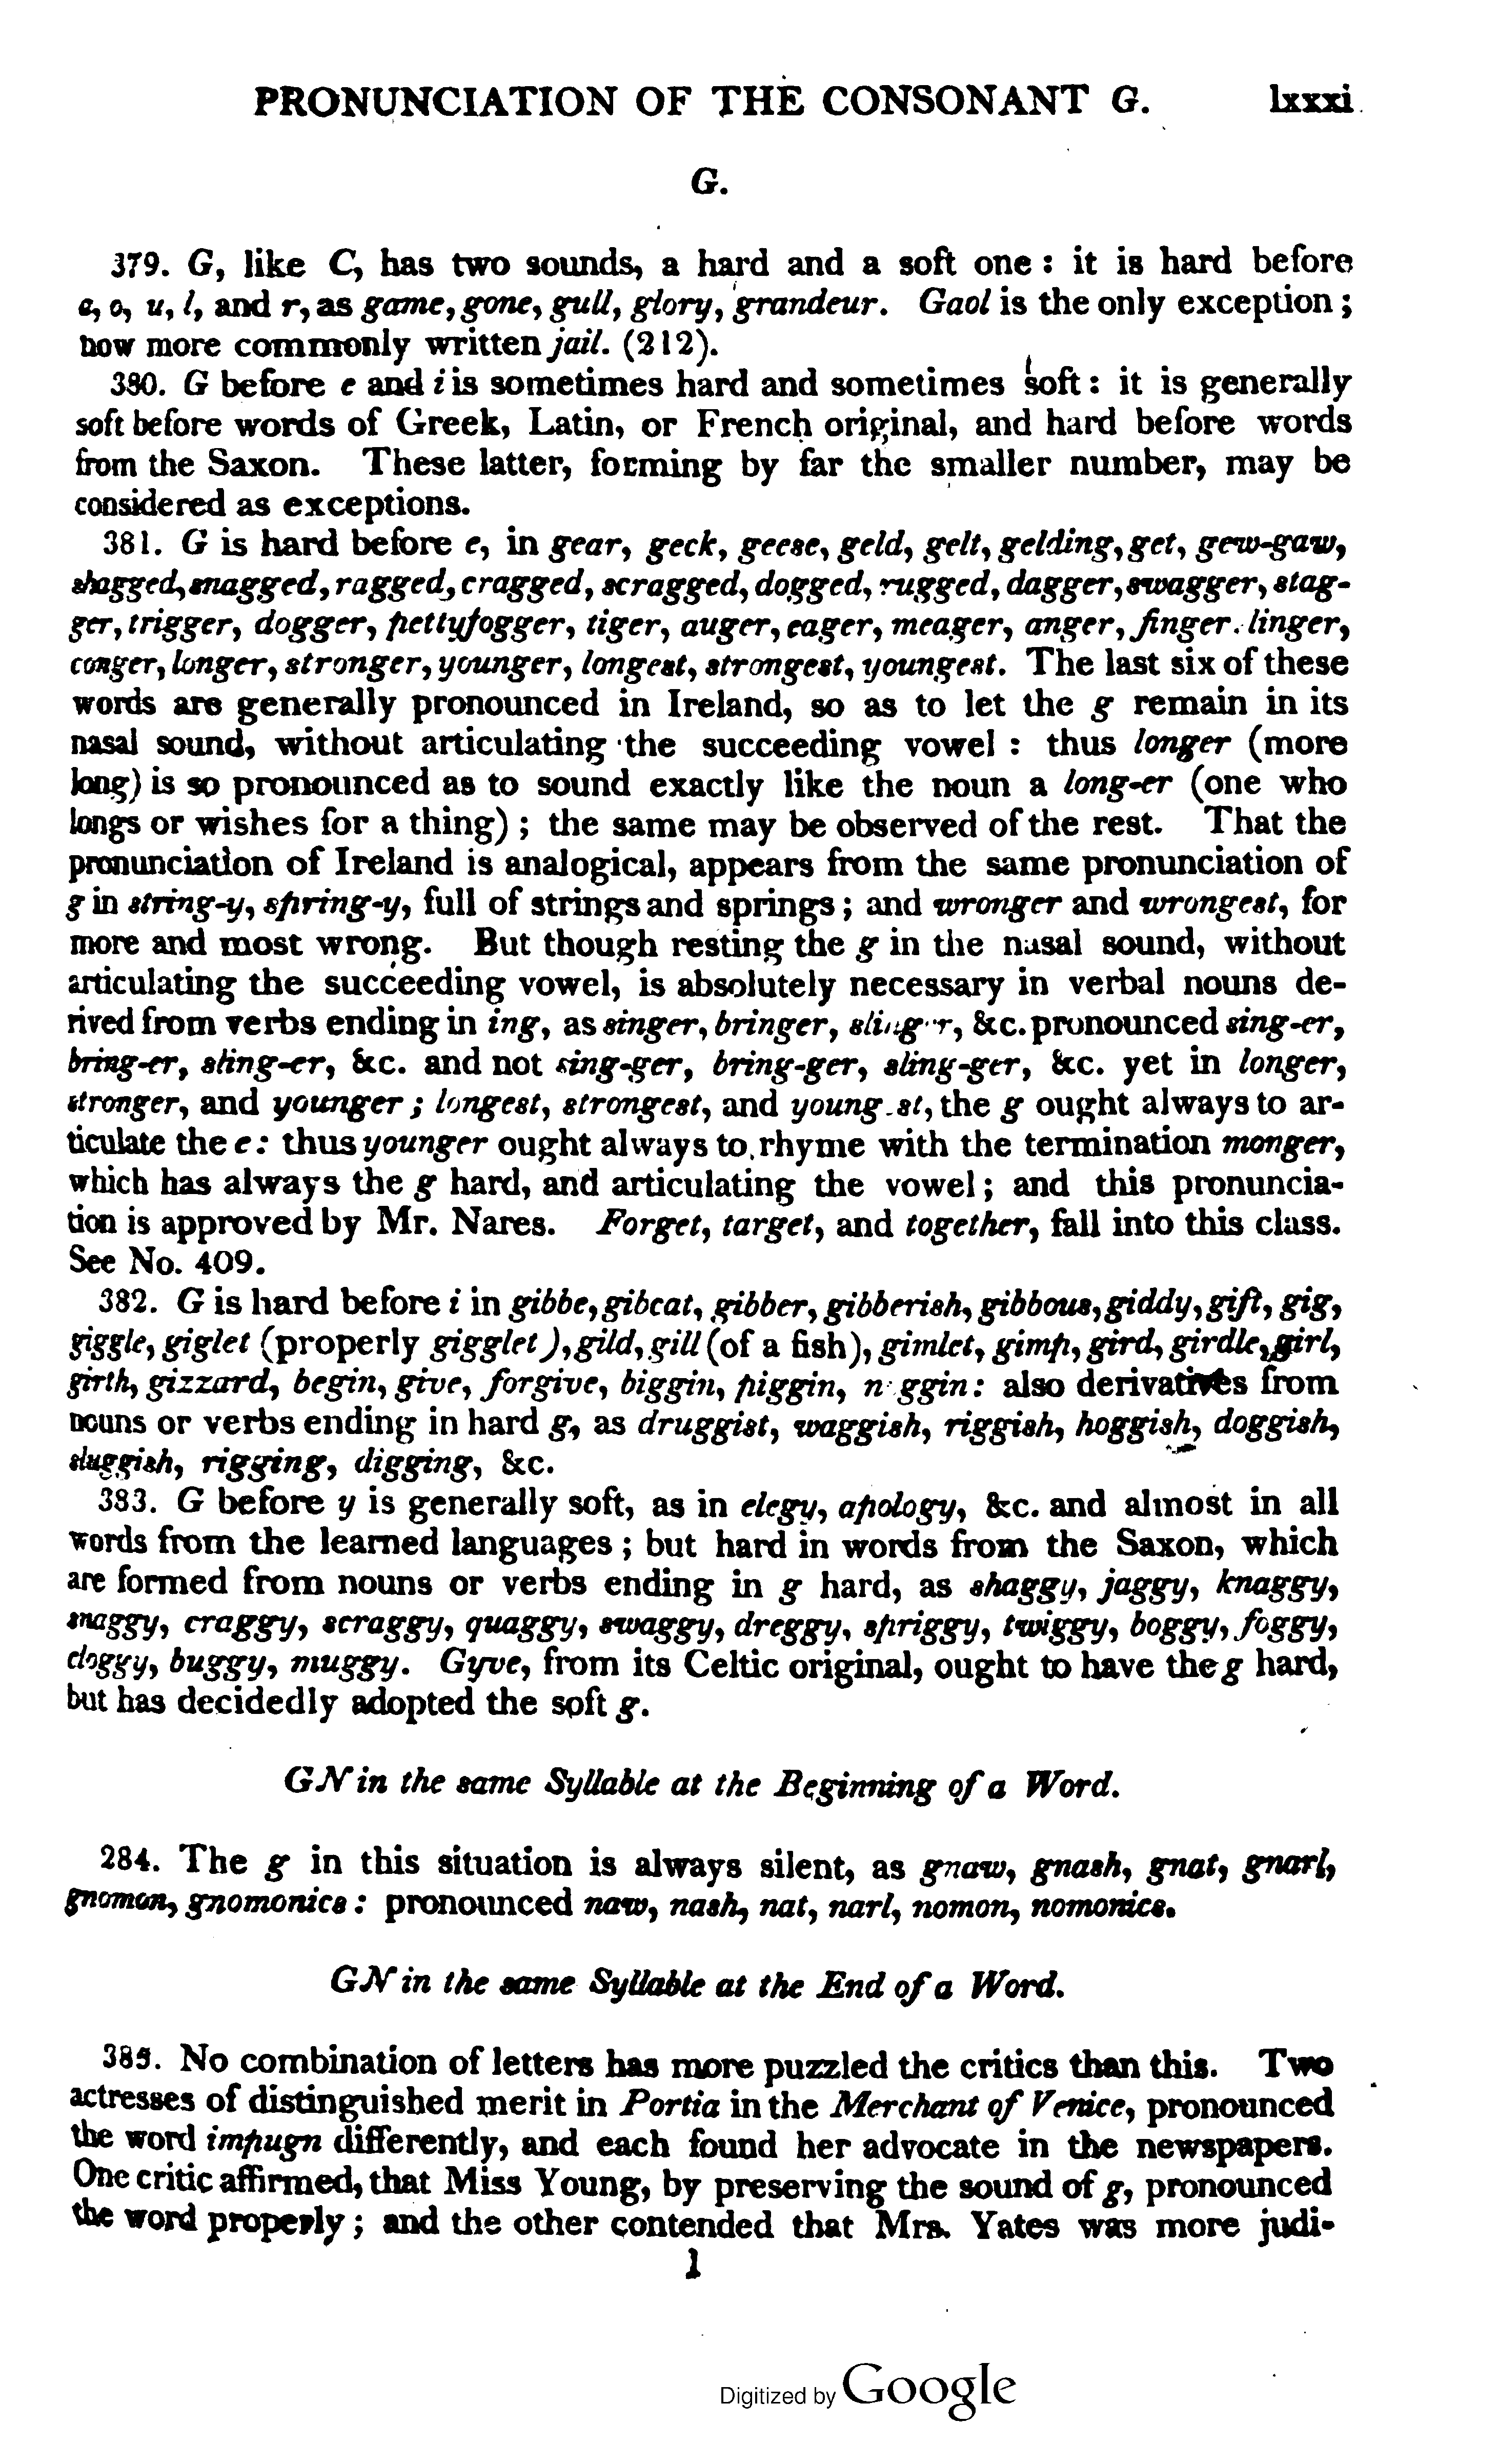 PRONUNCIATION OF THE CONSONANT G. lxxxi
G.
379. G, like C, has two sounds, a hard and a soft one : it is hard before
a, o, u, l, and r, as game, gone, gull, glory, grandeur. Gaol is the only exception ;
now more commonly written jail. (212).
380. G before e and i is sometimes hard and sometimes soft : it is generally
soft before words of Greek, Latin, or French original, and hard before words
from the Saxon. These latter, forming by far the smaller number, may be
considered as exceptions.
381. G is hard before e, in gear, geck, geese, geld, gelt, gelding, get, gew-gaw,
shagged, snagged, ragged, cragged, scragged, dogged, rugged, dagger, swagger, stag-
ger, trigger, dogger, pettyfogger, tiger, auger, eager, meager, anger, finger. linger,
conger, longer, stronger, younger, longest, strongest, youngest. The last six of these
words are generally pronounced in Ireland, so as to let the g remain in its
nasal sound, without articulating the succeeding vowel : thus longer (more
long) is so pronounced as to sound exactly like the noun a long-er (one who
longs or wishes for a thing) ; the same may be observed of the rest. That the
pronunciation of Ireland is analogical, appears from the same pronunciation of
g in string-y, spring-y, full of strings and springs ; and wronger and wrongest, for
more and most wrong. But though resting the g in the nasal sound, without
articulating the succeeding vowel, is absolutely necessary in verbal nouns de-
rived from verbs ending in ing, as singer, bringer, slinger, &c. pronounced sing-er,
bring-er, sling-er, &c. and not sing-ger, bring-ger, sling-ger, &c. yet in longer,
stronger, and younger ; longest, strongest, and young st, the g ought always to ar-
ticulate the e : thus younger ought always to rhyme with the termination monger,
which has always the g hard, and articulating the vowel ; and this pronuncia-
tion is approved by Mr. Nares. Forget, target, and together, fall into this class.
See No. 409.
382. G is hard before i in gibbe, gibcat, gibber, gibberish, gibbous, giddy, gift, gig,
giggle, giglet (properly gigglet ), gild, gill (of a fish), gimlet, gimp, gird, girdle, girl,
girth, gizzard, begin, give, forgive, biggin, piggin, n ggin : also derivatives from
nouns or verbs ending in hard g, as druggist, waggish, riggish, hoggish, doggish,
sluggish, rigging, digging, &c.
383. G before y is generally soft, as in elegy, apology, &c. and almost in all
words from the learned languages ; but hard in words from the Saxon, which
are formed from nouns or verbs ending in g hard, as shaggy, jaggy, knaggy,
snaggy, craggy, scraggy, quaggy, swaggy, dreggy, spriggy, twiggy, boggy, foggy,
cloggy, buggy, muggy. Gyve, from its Celtic original, ought to have the g hard,
but has decidedly adopted the soft g.
GN in the same Syllable at the Beginning of a Word.
284. The g in this situation is always silent, as gnaw, gnash, gnat, gnarl,
gnomon, gnomonics : pronounced naw, nash, nat, narl, nomon, nomonics.
GN in the same Syllable at the End of a Word.
385. No combination of letters has more puzzled the critics than this. Two
actresses of distinguished merit in Portia in the Merchant of Venice, pronounced
the word impugn differently, and each found her advocate in the newspapers.
One critic affirmed, that Miss Young, by preserving the sound of g, pronounced
the word properly ; and the other contended that Mrs. Yates was more judi-
1
Digitized by Google